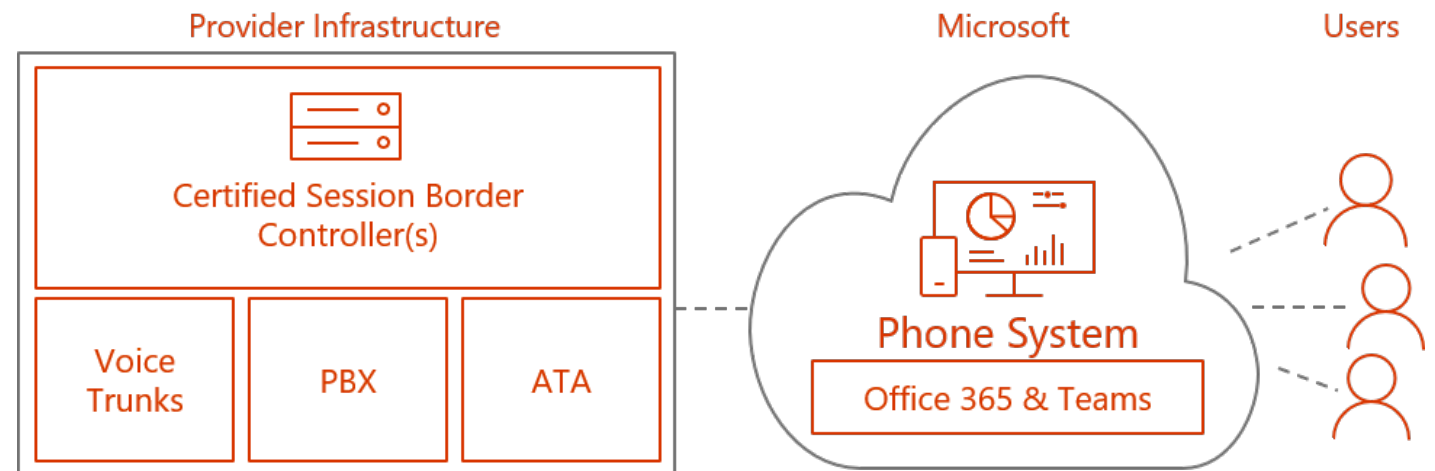 Provider Infrastructure
Microsoft
Users
Certified Session Border
Controller(s)
Voice
Trunks
PBX
ATA
Phone System
Office 365 & Teams